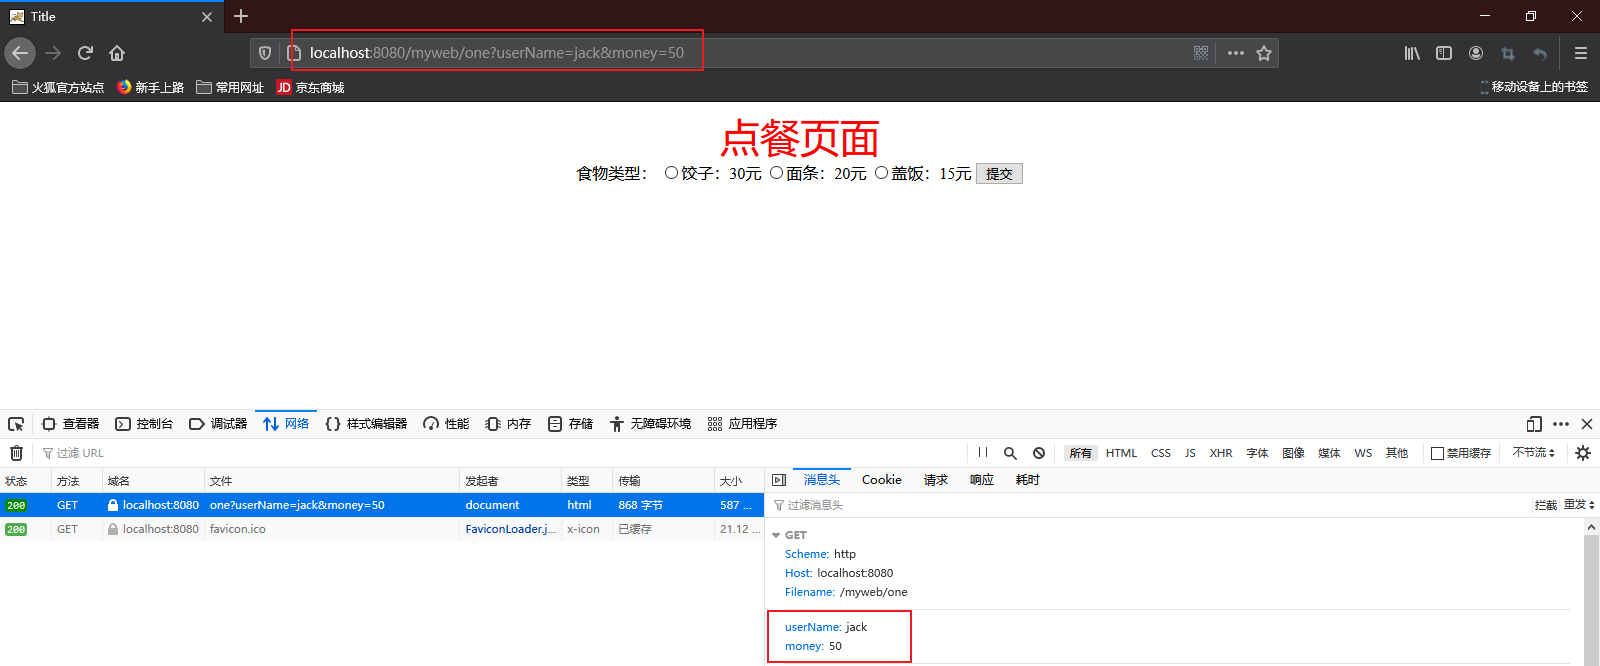 Title
localhost:8080/myweb/one?userName=jack&money=50
火狐官方站点 新手上路 常用网址 JD 京东商城 移动设备上的书签
点餐页面
食物类型： 饺子：30元 面条：20元 盖饭：15元 提交
查看器 控制台 调试器 网络 样式编辑器 性能 内存 存储 无障碍环境 应用程序
过滤 URL 所有 HTML CSS JS XHR 字体 图像 媒体 WS 其他 禁用缓存 不节流
状态 方法 域名 文件 发起者 类型 传输 大小
200 GET localhost:8080 one?userName=jack&money=50 document html 868 字节 587 ...
200 GET localhost:8080 favicon.ico FaviconLoader.j... x-icon 已缓存 21.12 ...
消息头 Cookie 请求 响应 耗时
过滤消息头 拦截 重发
GET
Scheme: http
Host: localhost:8080
Filename: /myweb/one
userName: jack
money: 50